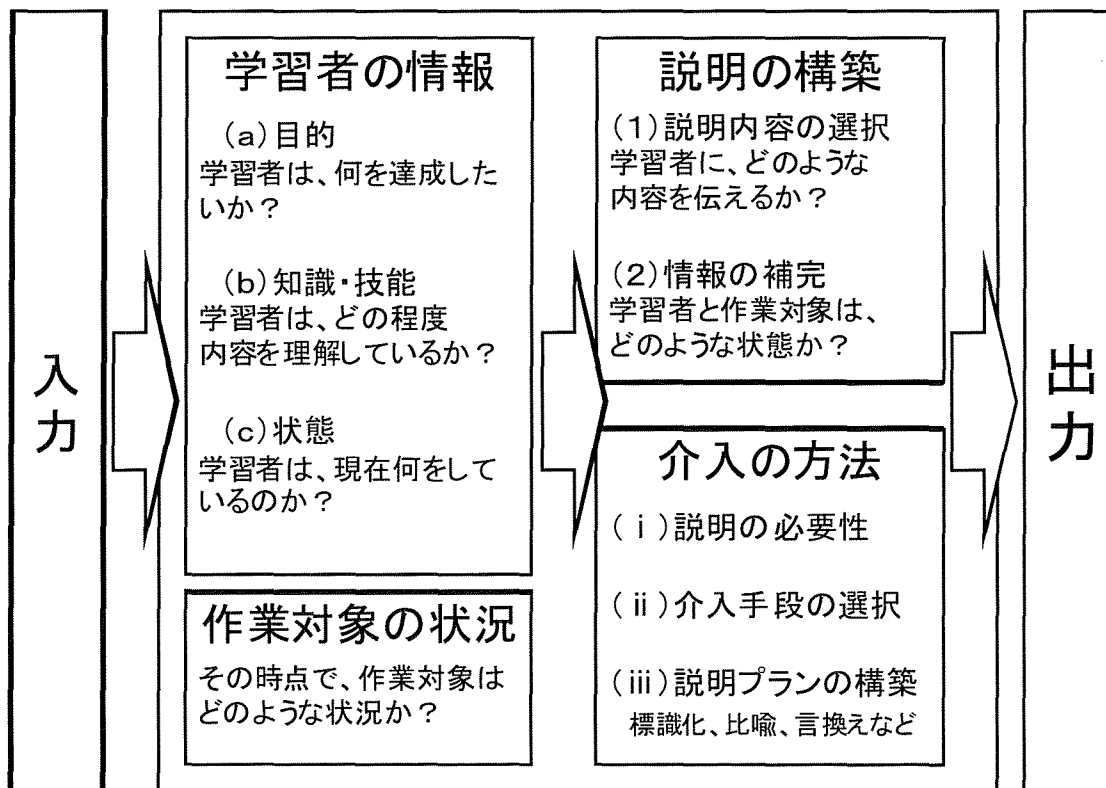 入力
学習者の情報
(a)目的
学習者は、何を達成した
いか?
(b)知識・技能
学習者は、どの程度
内容を理解しているか?
(c)状態
学習者は、現在何をして
いるのか?
作業対象の状況
その時点で、作業対象は
どのような状況か?
説明の構築
(1)説明内容の選択
学習者に、どのような
内容を伝えるか?
(2)情報の補完
学習者と作業対象は、
どのような状態か?
介入の方法
(ⅰ)説明の必要性
(ⅱ)介入手段の選択
(ⅲ)説明プランの構築
標識化、比喩、言換えなど
出力